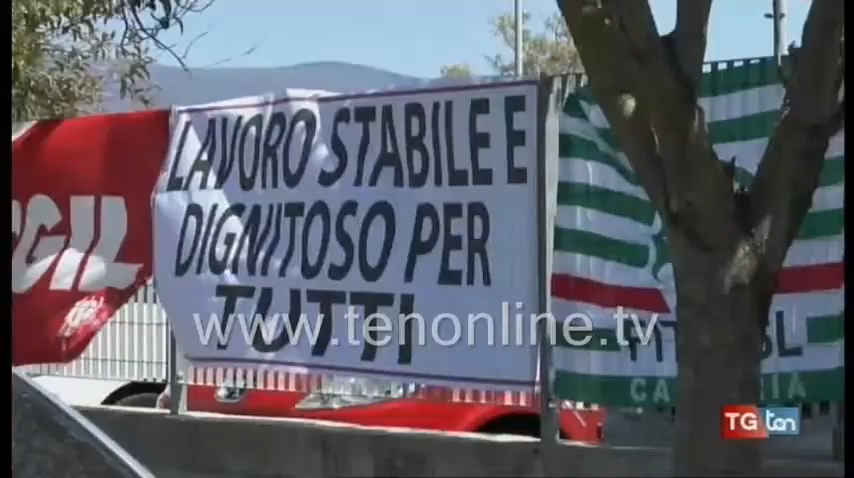 CGIL
LAVORO STABILE E
DIGNITOSO PER
TUTTI
www.tenonline.tv
TG ten